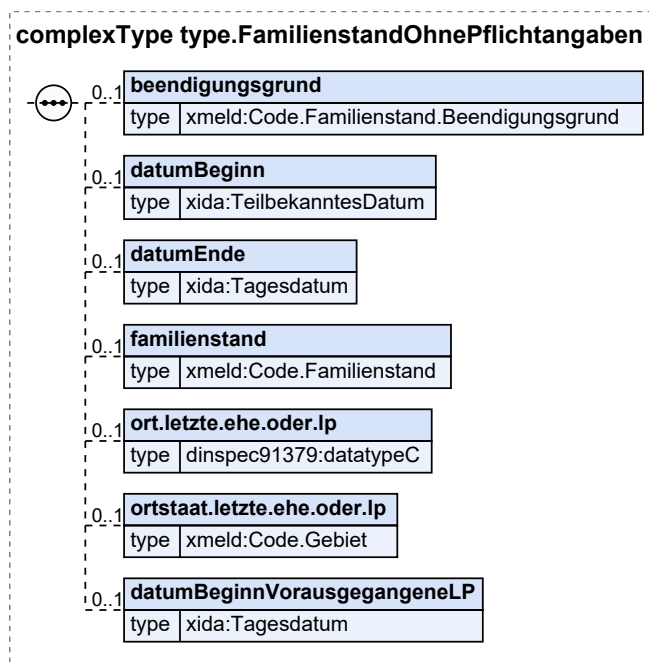 complexType type.FamilienstandOhnePflichtangaben
0..1 beendigungsgrund
type xmeld:Code.Familienstand.Beendigungsgrund
0..1 datumBeginn
type xida:TeilbekanntesDatum
0..1 datumEnde
type xida:Tagesdatum
0..1 familienstand
type xmeld:Code.Familienstand
0..1 ort.letzte.ehe.oder.lp
type dinspec91379:datatypeC
0..1 ortstaat.letzte.ehe.oder.lp
type xmeld:Code.Gebiet
0..1 datumBeginnVorausgegangeneLP
type xida:Tagesdatum